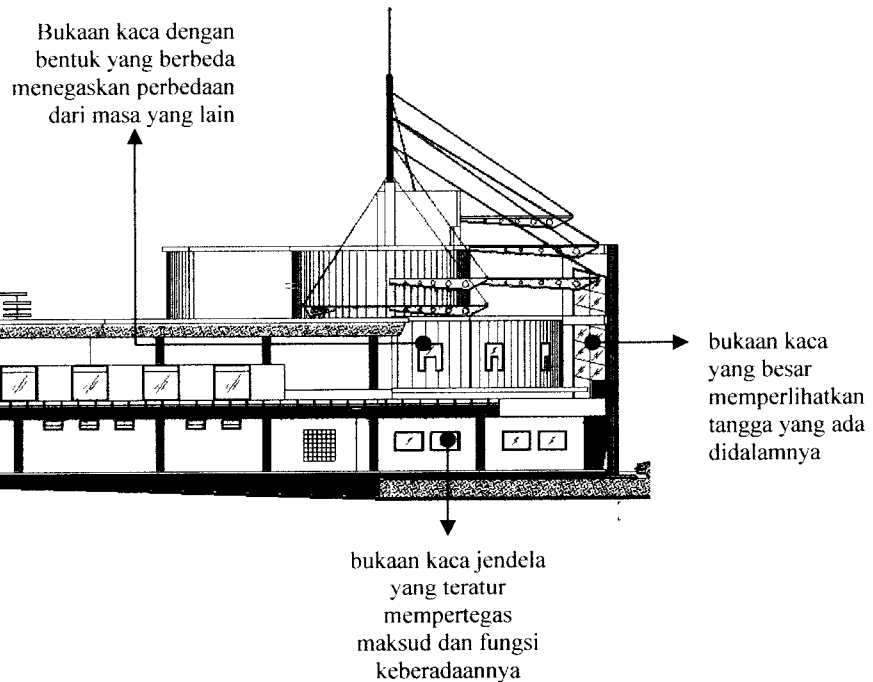 Bukaan kaca dengan
bentuk yang berbeda
menegaskan perbedaan
dari masa yang lain
bukaan kaca
yang besar
memperlihatkan
tangga yang ada
didalamnya
bukaan kaca jendela
yang teratur
mempertegas
maksud dan fungsi
keberadaannya